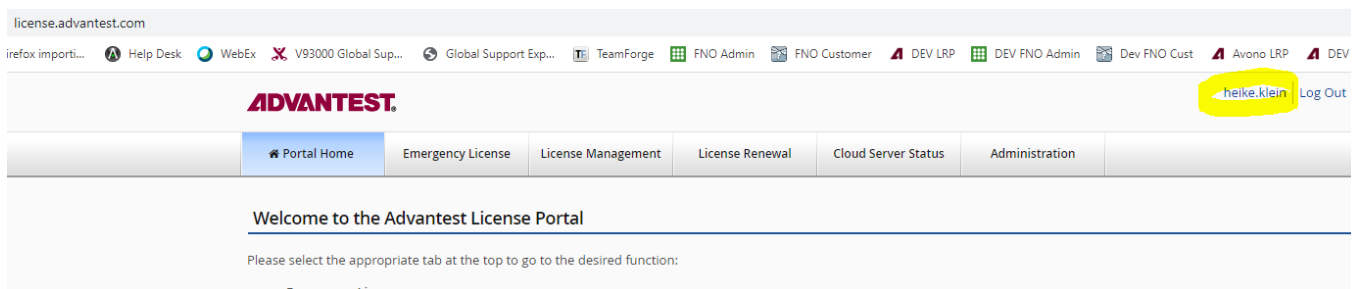 license.advantest.com
irefox importi... Help Desk WebEx V93000 Global Sup... Global Support Exp... TE TeamForge FNO Admin FNO Customer DEV LRP DEV FNO Admin Dev FNO Cust Avono LRP DEV
ADVANTEST. heike.klein Log Out
Portal Home Emergency License License Management License Renewal Cloud Server Status Administration
Welcome to the Advantest License Portal
Please select the appropriate tab at the top to go to the desired function: